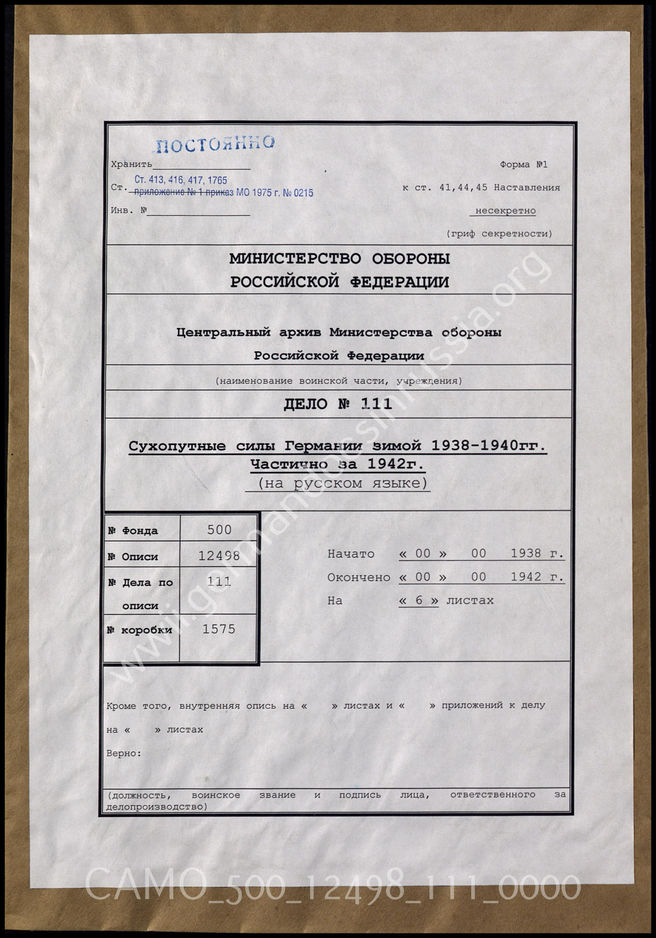 ПОСТОЯННО
Хранить
Форма №1
Ст. 413, 416, 417, 1765
Ст. приложение № 1 приказ МО 1975 г. № 0215
к ст. 41,44,45 Наставления
Инв. №
несекретно
(гриф секретности)
МИНИСТЕРСТВО ОБОРОНЫ
РОССИЙСКОЙ ФЕДЕРАЦИИ
Центральный архив Министерства обороны
Российской Федерации
(наименование воинской части, учреждения)
ДЕЛО № 111
Сухопутные силы Германии зимой 1938-1940гг.
Частично за 1942г.
(на русском языке)
№ Фонда 500
№ Описи 12498
№ Дела по 111
описи
№ коробки 1575
Начато « 00 » 00 1938 г.
Окончено « 00 » 00 1942 г.
На « 6 » листах
Кроме того, внутренняя опись на « » листах и « » приложений к делу
на « » листах
Верно:
(должность, воинское звание и подпись лица, ответственного за
делопроизводство)
www.germandocsinrussia.org
CAMO_500_12498_111_0000